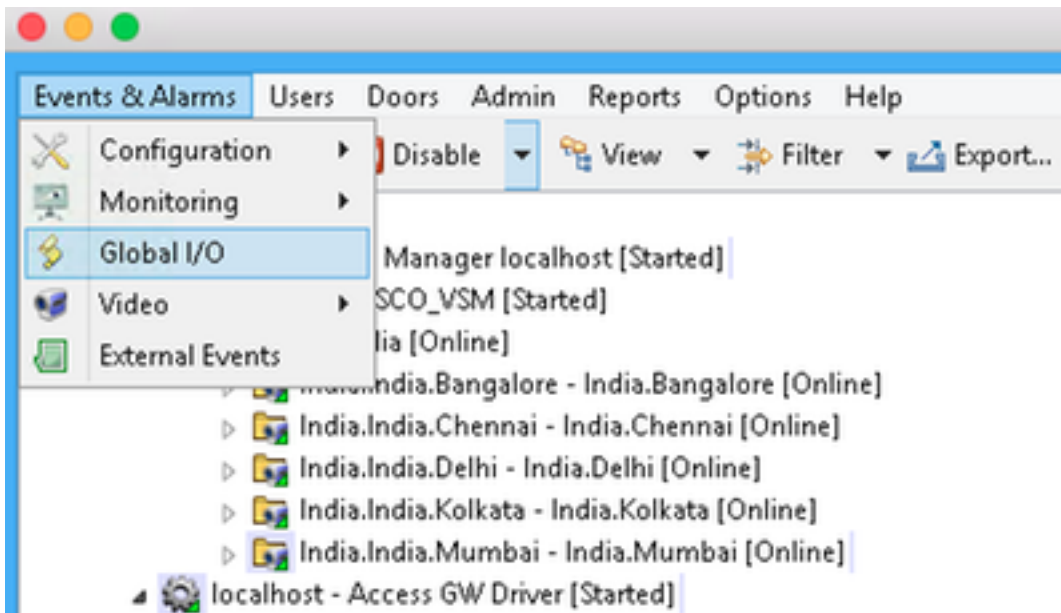 Events & Alarms Users Doors Admin Reports Options Help
Configuration Disable View Filter Export...
Monitoring
Global I/O Manager localhost [Started]
Video SCO_VSM [Started]
External Events lia [Online]
India.India.Bangalore - India.Bangalore [Online]
India.India.Chennai - India.Chennai [Online]
India.India.Delhi - India.Delhi [Online]
India.India.Kolkata - India.Kolkata [Online]
India.India.Mumbai - India.Mumbai [Online]
localhost - Access GW Driver [Started]